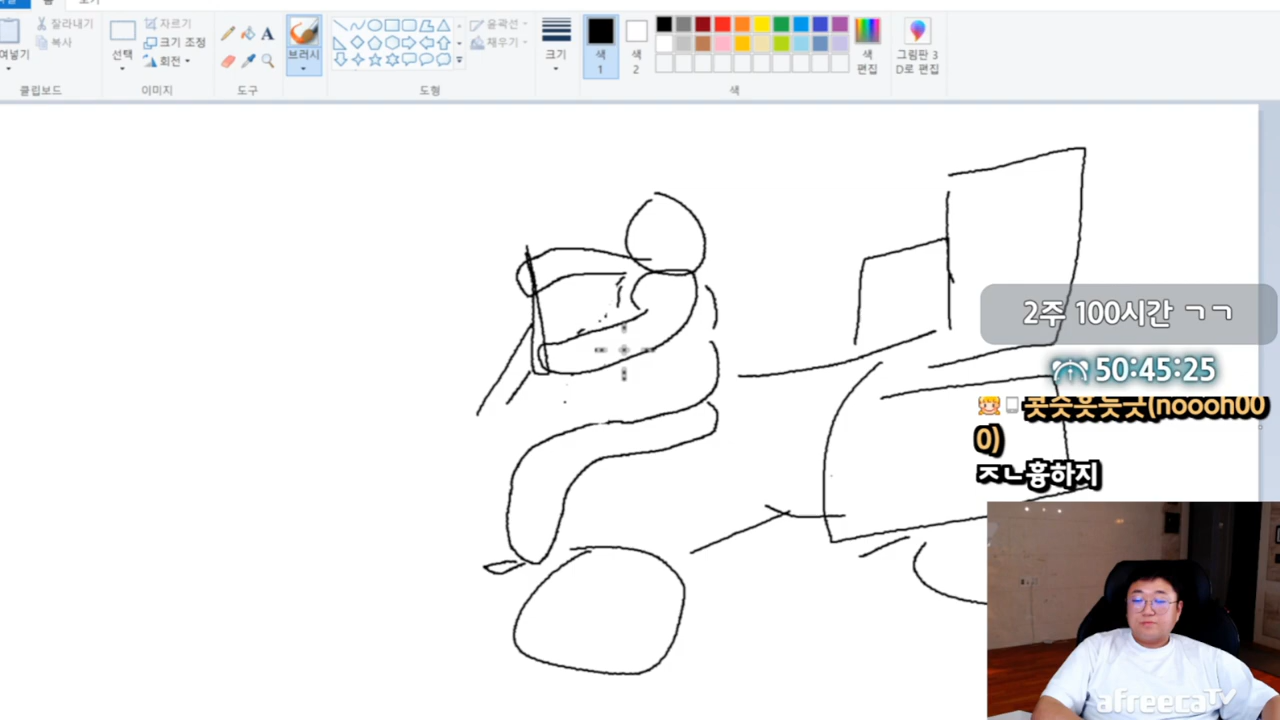 잘라내기
자르기
여넣기
복사
선택
크기 조정
회전
A
브러시
윤곽선
채우기
크기
색
1
색
2
색
편집
그림판 3
D로 편집
클립보드
이미지
도구
도형
색
2주 100시간 ㄱㄱ
50:45:25
콧슷웃듯긋(noooh00
0)
ㅈㄴ흉하지
afreecaTV